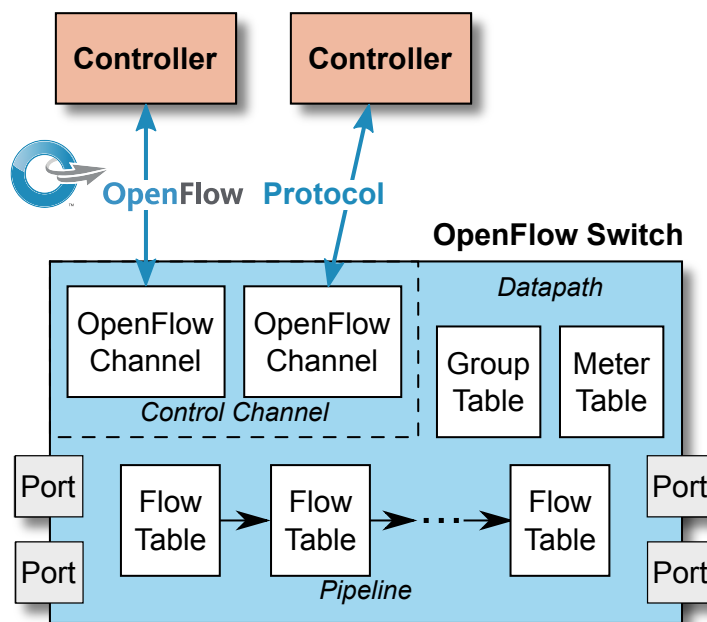 Controller
Controller
OpenFlow Protocol
™
OpenFlow Switch
Datapath
OpenFlow
Channel
OpenFlow
Channel
Control Channel
Group
Table
Meter
Table
Port
Port
Port
Port
Flow
Table
Flow
Table
...
Flow
Table
Pipeline